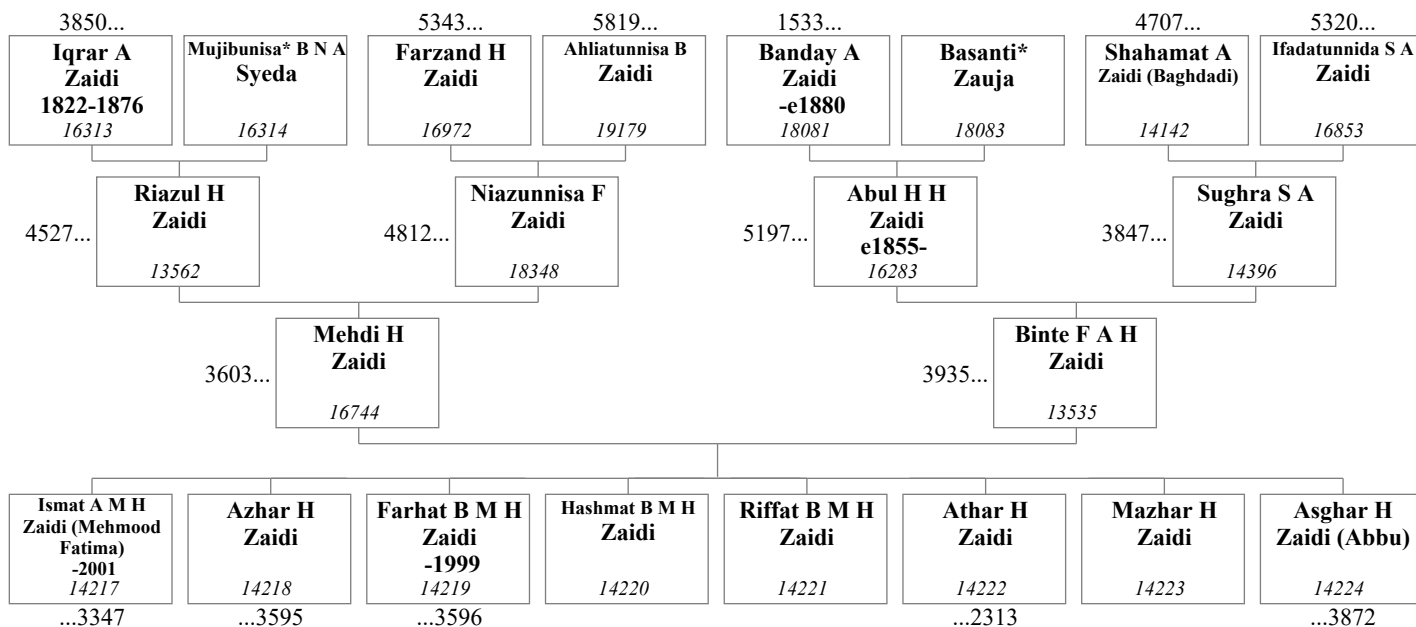 3850...
5343...
5819...
1533...
4707...
5320...
Iqrar A
Zaidi
1822-1876
16313
Mujibunisa* B N A
Syeda
16314
Farzand H
Zaidi
16972
Ahliatunnisa B
Zaidi
19179
Banday A
Zaidi
-e1880
18081
Basanti*
Zauja
18083
Shahamat A
Zaidi (Baghdadi)
14142
Ifadatunnida S A
Zaidi
16853
4527...
Riazul H
Zaidi
13562
4812...
Niazunnisa F
Zaidi
18348
5197...
Abul H H
Zaidi
e1855-
16283
3847...
Sughra S A
Zaidi
14396
3603...
Mehdi H
Zaidi
16744
3935...
Binte F A H
Zaidi
13535
Ismat A M H
Zaidi (Mehmood
Fatima)
-2001
14217
Azhar H
Zaidi
14218
Farhat B M H
Zaidi
-1999
14219
Hashmat B M H
Zaidi
14220
Riffat B M H
Zaidi
14221
Athar H
Zaidi
14222
Mazhar H
Zaidi
14223
Asghar H
Zaidi (Abbu)
14224
...3347
...3595
...3596
...2313
...3872